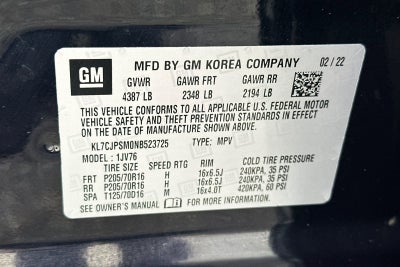 GM
MFD BY GM KOREA COMPANY 02/22
GVWR GAWR FRT GAWR RR
4387 LB 2348 LB 2194 LB
THIS VEHICLE CONFORMS TO ALL APPLICABLE U.S. FEDERAL MOTOR
VEHICLE SAFETY AND THEFT PREVENTION STANDARDS IN EFFECT
ON THE DATE OF MANUFACTURE SHOWN ABOVE.
KL7CJPSM0NB523725 TYPE: MPV
MODEL: 1JV76
TIRE SIZE SPEED RTG RIM COLD TIRE PRESSURE
FRT P205/70R16 H 16x6.5J 240KPA, 35 PSI
RR P205/70R16 H 16x6.5J 240KPA, 35 PSI
SPA T125/70D16 M 16x4.0T 420KPA, 60 PSI
SEE OWNER'S MANUAL FOR MORE INFORMATION